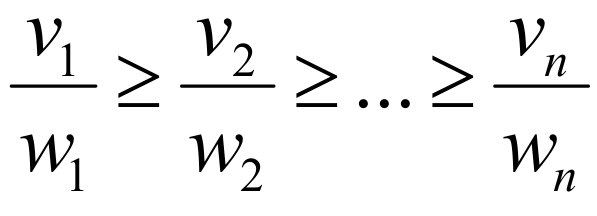 v₁/w₁ ≥ v₂/w₂ ≥ ... ≥ vₙ/wₙ